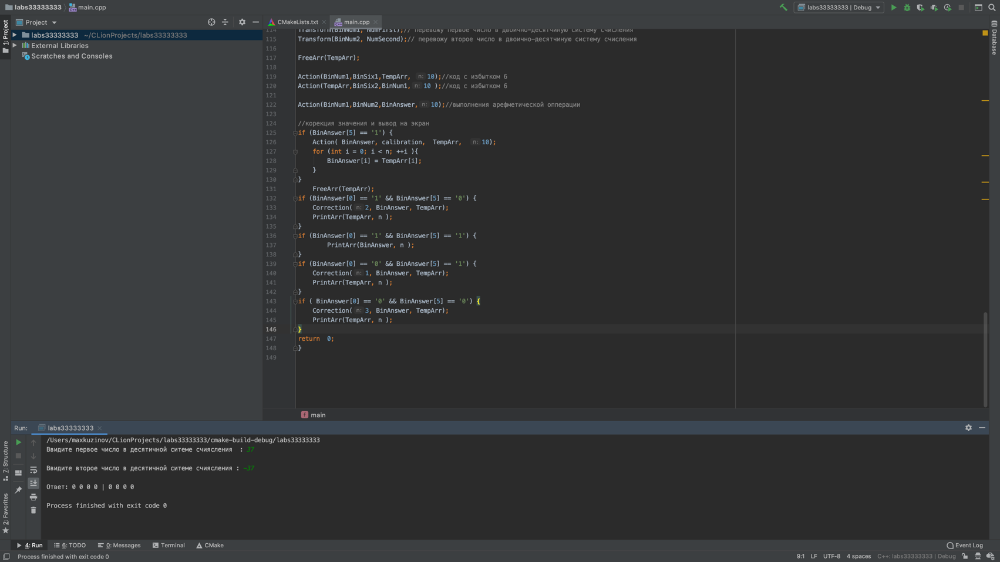 labs33333333 main.cpp
labs33333333 | Debug
1: Project
Project
CMakeLists.txt
main.cpp
Database
labs33333333 ~/CLionProjects/labs33333333
External Libraries
Scratches and Consoles
114 Transform(BinNum1, NumFirst);// перевожу первое число в двоично-десятчиную систему счисления
115 Transform(BinNum2, NumSecond);// перевожу второе число в двоично-десятчиную систему счисления
116
117 FreeArr(TempArr);
118
119 Action(BinNum1,BinSix1,TempArr, n: 10);//код с избытком 6
120 Action(TempArr,BinSix2,BinNum1, n: 10 );//код с избытком 6
121
122 Action(BinNum1,BinNum2,BinAnswer, n: 10);//выполнения арефметической опперации
123
124 //корекция значения и вывод на экран
125 if (BinAnswer[5] == '1') {
126 Action( BinAnswer, calibration, TempArr, n: 10);
127 for (int i = 0; i < n; ++i ){
128 BinAnswer[i] = TempArr[i];
129 }
130 }
131 FreeArr(TempArr);
132 if (BinAnswer[0] == '1' && BinAnswer[5] == '0') {
133 Correction( n: 2, BinAnswer, TempArr);
134 PrintArr(TempArr, n );
135 }
136 if (BinAnswer[0] == '1' && BinAnswer[5] == '1') {
137 PrintArr(BinAnswer, n );
138 }
139 if (BinAnswer[0] == '0' && BinAnswer[5] == '1') {
140 Correction( n: 1, BinAnswer, TempArr);
141 PrintArr(TempArr, n );
142 }
143 if ( BinAnswer[0] == '0' && BinAnswer[5] == '0') {
144 Correction( n: 3, BinAnswer, TempArr);
145 PrintArr(TempArr, n );
146 }
147 return 0;
148 }
149
f main
Run: labs33333333
/Users/maxkuzinov/CLionProjects/labs33333333/cmake-build-debug/labs33333333
Ввидите первое число в десятичной ситеме счиясления : 37
Ввидите второе число в десятичной ситеме счиясления : -37
Ответ: 0 0 0 0 | 0 0 0 0
Process finished with exit code 0
Z: Structure
2: Favorites
4: Run 6: TODO 0: Messages Terminal CMake Event Log
Process finished with exit code 0 9:1 LF UTF-8 4 spaces C++: labs33333333 | Debug